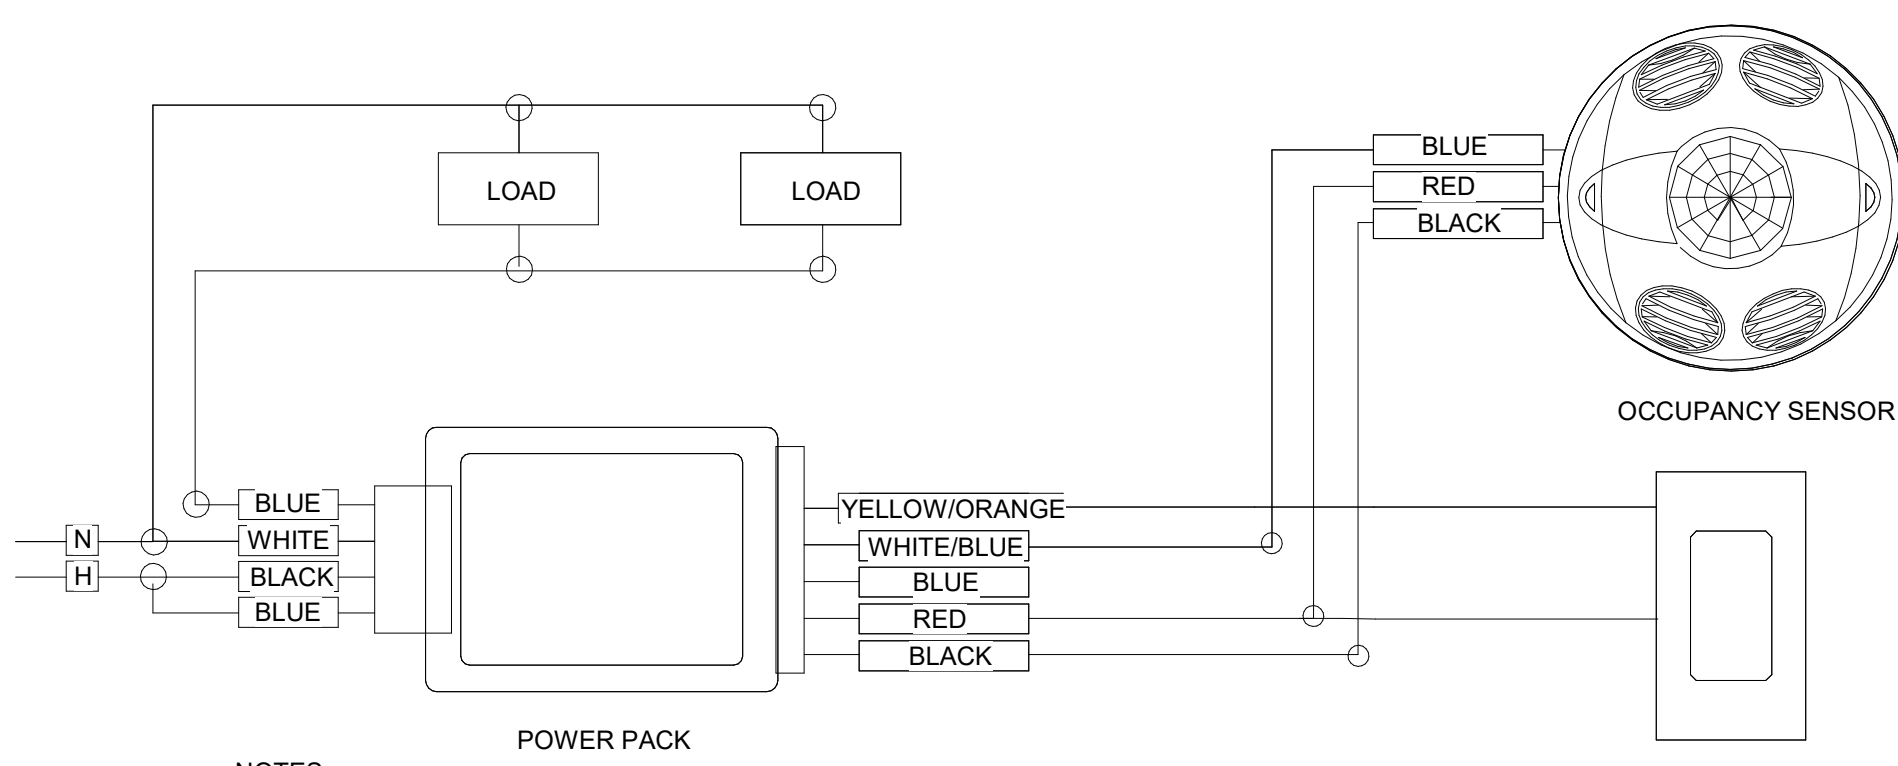 LOAD
LOAD
BLUE
RED
BLACK
OCCUPANCY SENSOR
BLUE
N
WHITE
H
BLACK
BLUE
YELLOW/ORANGE
WHITE/BLUE
BLUE
RED
BLACK
POWER PACK
NOTES